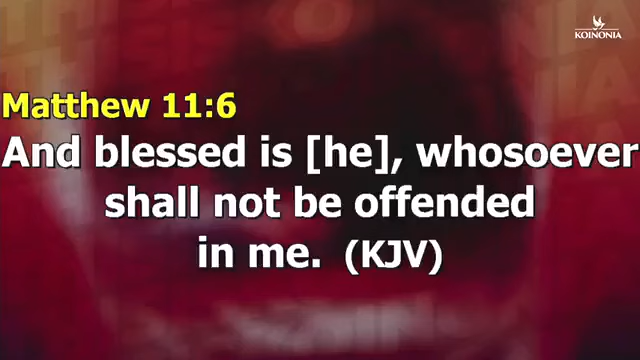 KOINONIA
Matthew 11:6
And blessed is [he], whosoever
shall not be offended
in me. (KJV)